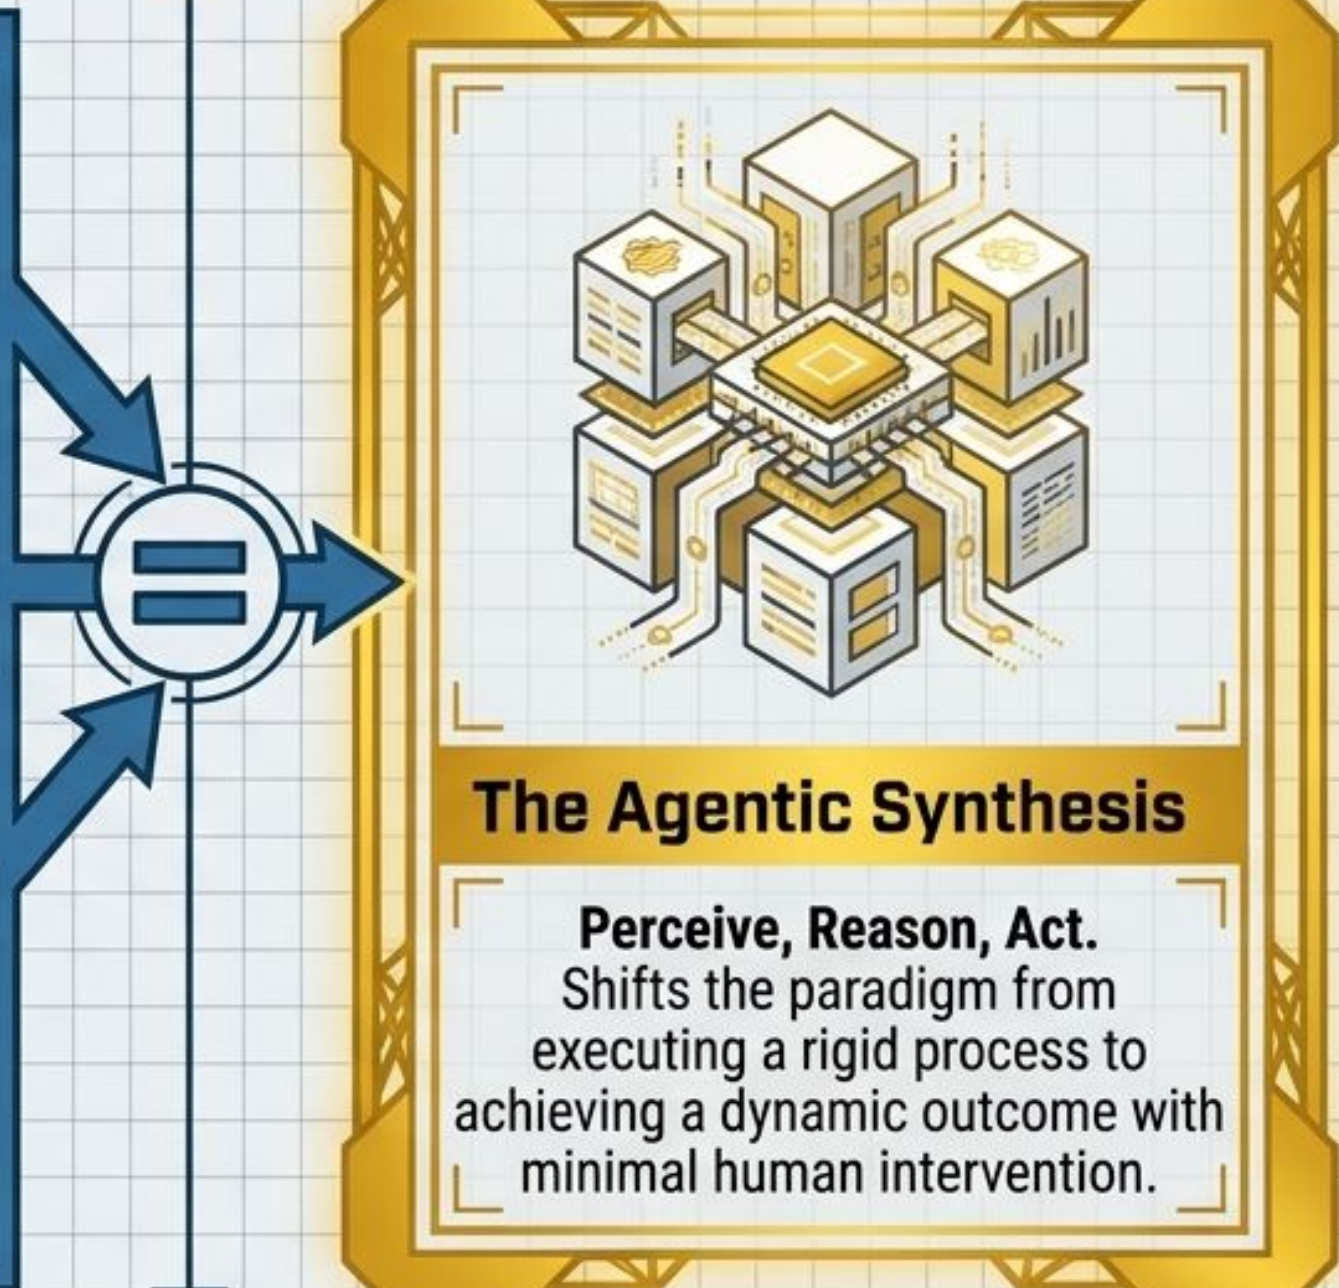 The Agentic Synthesis
Perceive, Reason, Act.
Shifts the paradigm from
executing a rigid process to
achieving a dynamic outcome with
minimal human intervention.